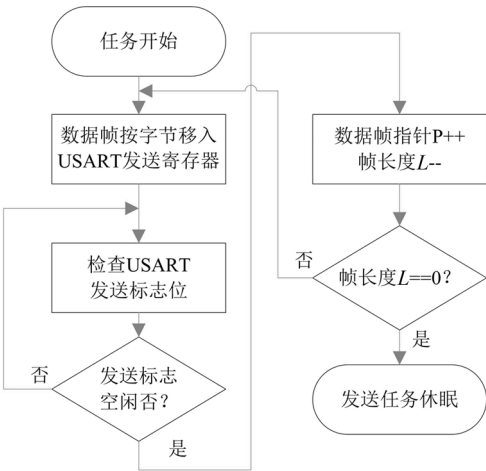 任务开始
数据帧按字节移入
USART发送寄存器
检查USART
发送标志位
发送标志
空闲否?
否
是
数据帧指针P++
帧长度L--
帧长度L==0?
否
是
发送任务休眠